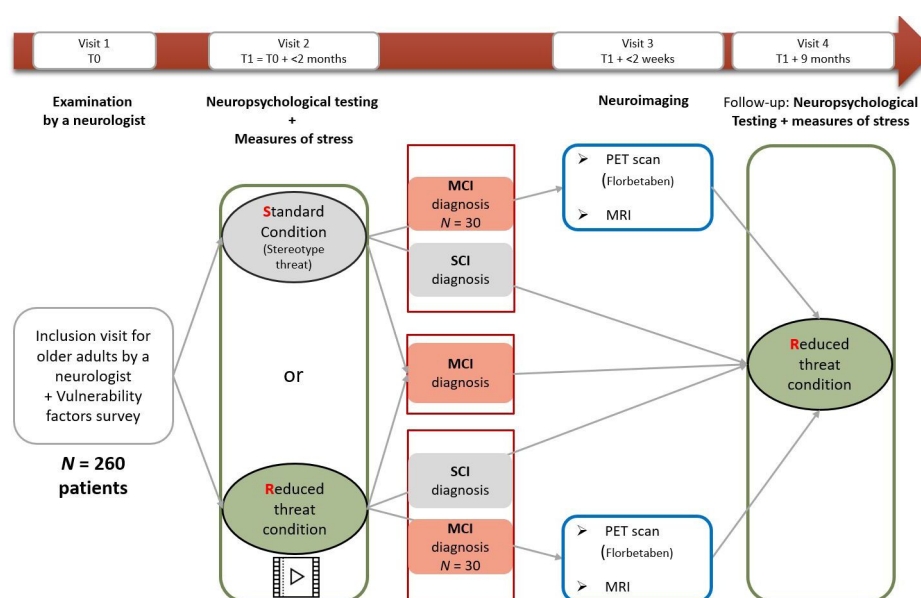 Visit 1
T0
Visit 2
T1 = T0 + <2 months
Visit 3
T1 + <2 weeks
Visit 4
T1 + 9 months
Examination
by a neurologist
Neuropsychological testing
+
Measures of stress
Neuroimaging
Follow-up: Neuropsychological
Testing + measures of stress
Inclusion visit for
older adults by a
neurologist
+ Vulnerability
factors survey
N = 260
patients
Standard
Condition
(Stereotype
threat)
or
Reduced
threat
condition
MCI
diagnosis
N = 30
SCI
diagnosis
MCI
diagnosis
SCI
diagnosis
MCI
diagnosis
N = 30
➢ PET scan
(Florbetaben)
➢ MRI
➢ PET scan
(Florbetaben)
➢ MRI
Reduced
threat
condition